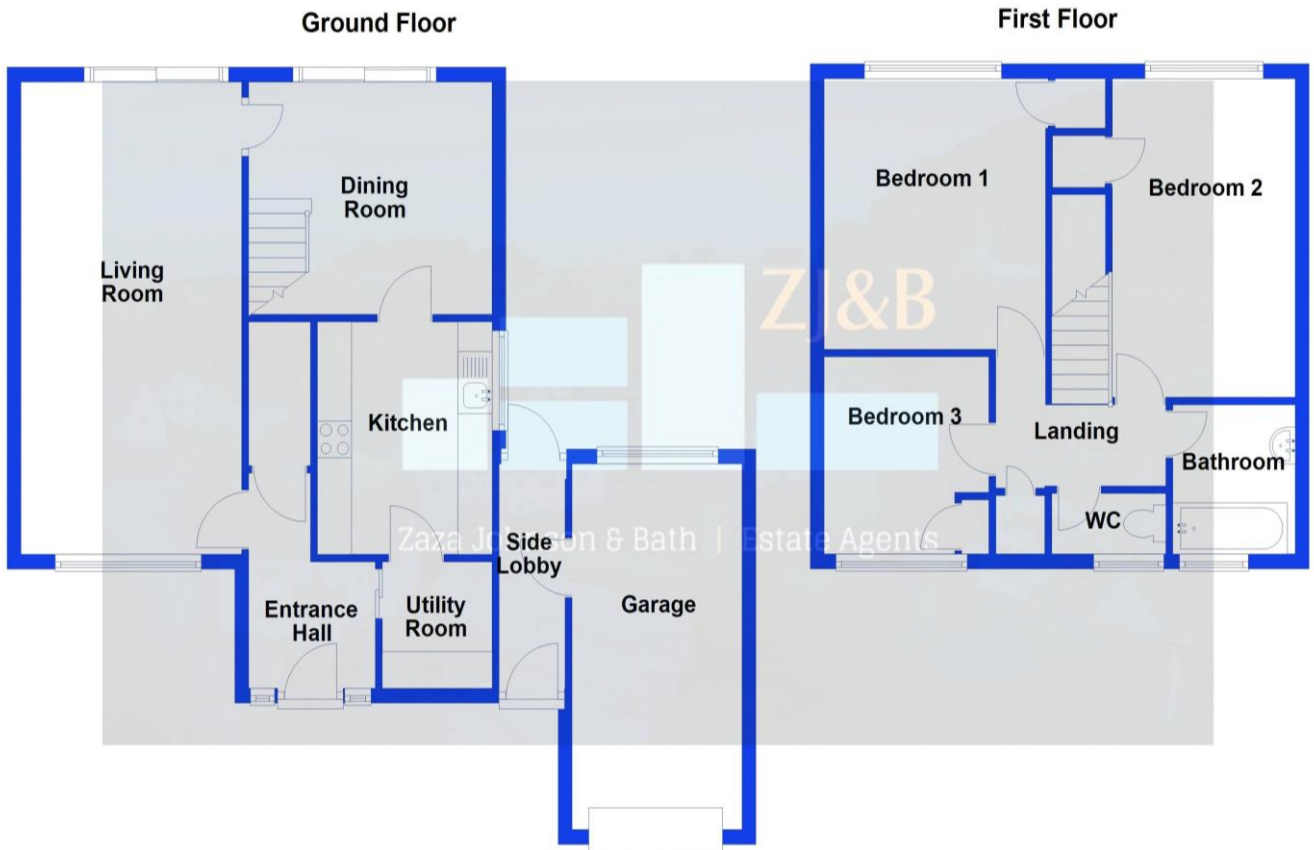 Ground Floor
First Floor
Living
Room
Dining
Room
Kitchen
Entrance
Hall
Utility
Room
Side
Lobby
Garage
Bedroom 1
Bedroom 2
Bedroom 3
Landing
Bathroom
WC
ZJ&B
Zaza Johnson & Bath | Estate Agents